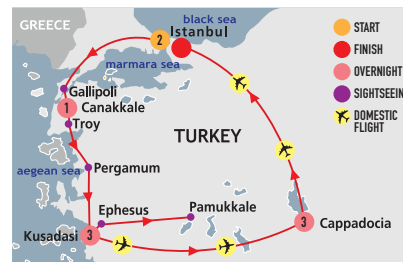 GREECE
black sea
Istanbul
2
marmara sea
Gallipoli
1
Canakkale
Troy
TURKEY
aegean sea
Pergamum
Ephesus
Pamukkale
Kusadasi
3
3
Cappadocia
START
FINISH
OVERNIGHT
SIGHTSEEIN
DOMESTIC
FLIGHT